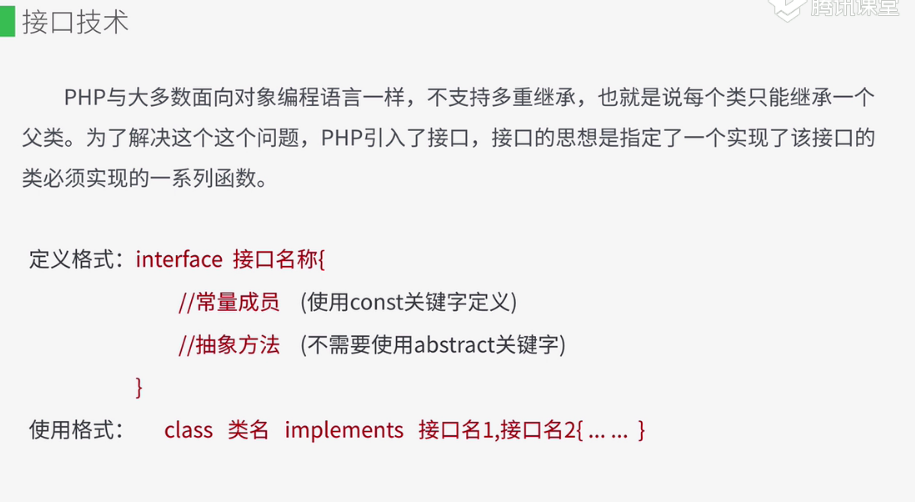 接口技术
腾讯课堂
PHP与大多数面向对象编程语言一样，不支持多重继承，也就是说每个类只能继承一个
父类。为了解决这个这个问题，PHP引入了接口，接口的思想是指定了一个实现了该接口的
类必须实现的一系列函数。
定义格式：interface 接口名称{
//常量成员 (使用const关键字定义)
//抽象方法 (不需要使用abstract关键字)
}
使用格式： class 类名 implements 接口名1,接口名2{ ... ... }